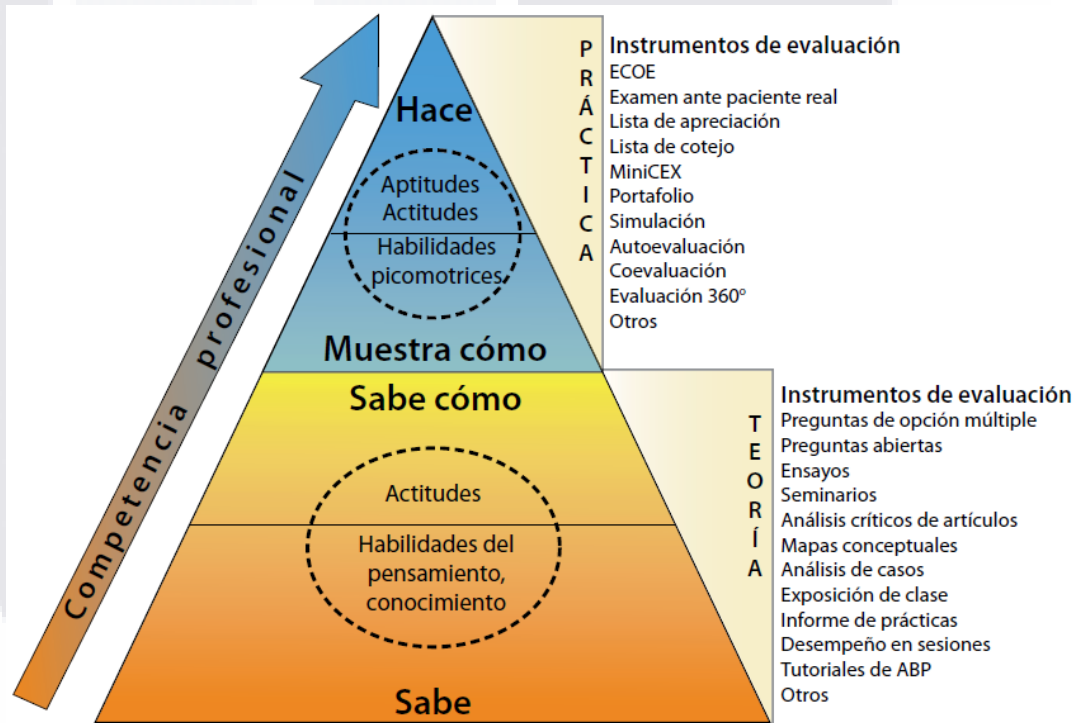 Competencia profesional
Hace
Aptitudes
Actitudes
Habilidades
picomotrices
Muestra cómo
Sabe cómo
Actitudes
Habilidades del
pensamiento,
conocimiento
Sabe
PRÁCTICA
Instrumentos de evaluación
ECOE
Examen ante paciente real
Lista de apreciación
Lista de cotejo
MiniCEX
Portafolio
Simulación
Autoevaluación
Coevaluación
Evaluación 360°
Otros
TEORÍA
Instrumentos de evaluación
Preguntas de opción múltiple
Preguntas abiertas
Ensayos
Seminarios
Análisis críticos de artículos
Mapas conceptuales
Análisis de casos
Exposición de clase
Informe de prácticas
Desempeño en sesiones
Tutoriales de ABP
Otros